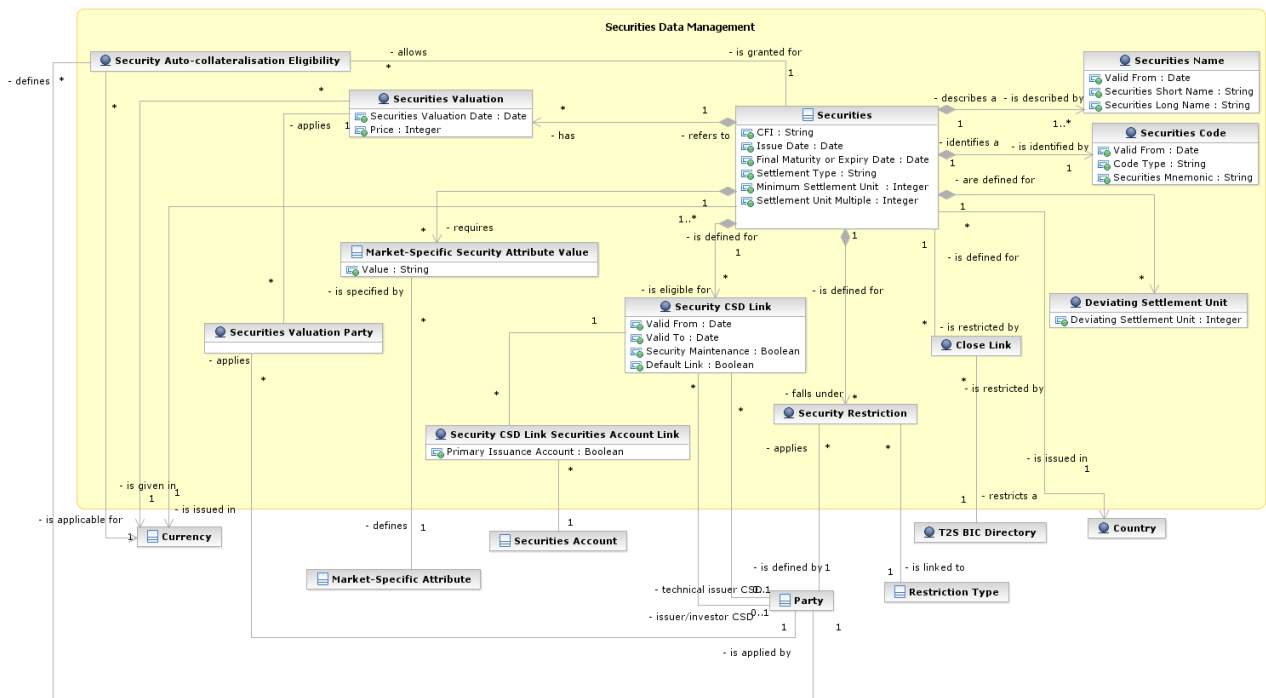 Securities Data Management
- allows
- is granted for
Security Auto-collateralisation Eligibility
*
1
- defines *
*
*
Securities Name
Valid From : Date
Securities Short Name : String
Securities Long Name : String
Securities Valuation
Securities Valuation Date : Date
Price : Integer
- applies
1
*
1
- has
- refers to
Securities
CFI : String
Issue Date : Date
Final Maturity or Expiry Date : Date
Settlement Type : String
Minimum Settlement Unit : Integer
Settlement Unit Multiple : Integer
- describes a
- is described by
1
1..*
- identifies a
- is identified by
1
1
Securities Code
Valid From : Date
Code Type : String
Securities Mnemonic : String
- are defined for
1
*
1
1..*
* - requires
- is defined for
1
1
1
- is defined for
Market-Specific Security Attribute Value
Value : String
- is specified by
*
*
*
- is eligible for
- is defined for
*
Deviating Settlement Unit
Deviating Settlement Unit : Integer
Security CSD Link
Valid From : Date
Valid To : Date
Security Maintenance : Boolean
Default Link : Boolean
1
*
*
- is restricted by
Close Link
Securities Valuation Party
- applies
*
*
- is restricted by
*
*
- falls under *
Security Restriction
*
Security CSD Link Securities Account Link
Primary Issuance Account : Boolean
*
- applies
*
*
- is issued in
1
- is given in
1
1
- is issued in
1
- restricts a
- is applicable for
1
Currency
- defines
1
1
Securities Account
T2S BIC Directory
Country
Market-Specific Attribute
- is defined by 1
1
- is linked to
- technical issuer CSD
0..1
Party
Restriction Type
- issuer/investor CSD
0..1
1
1
- is applied by